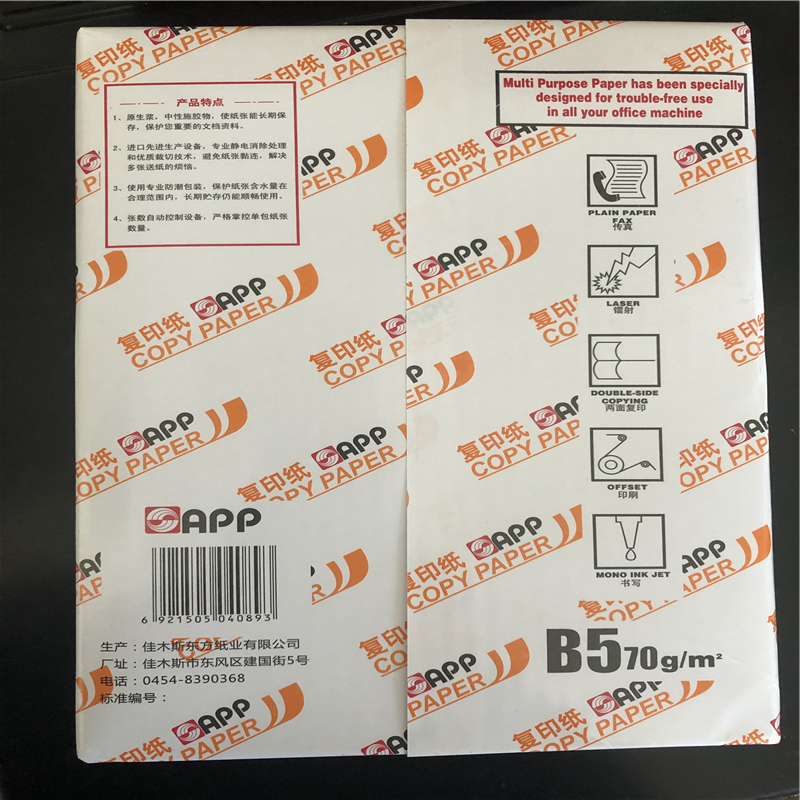 产品特点
1、原生浆，中性施胶物，使纸张能长期保
存，保护您重要的文档资料。
2、进口先进生产设备，专业静电消除处理
和优质裁切技术，避免纸张黏连，解决
多张送纸的烦恼。
3、使用专业防潮包装，保护纸张含水量在
合理范围内，长期贮存仍能顺畅使用。
4、张数自动控制设备，严格掌控单包纸张
数量。
APP
复印纸
COPY PAPER
APP
6 921505 040893
生产：佳木斯东方纸业有限公司
厂址：佳木斯市东风区建国街5号
电话：0454-8390368
标准编号：
Multi Purpose Paper has been specially
designed for trouble-free use
in all your office machine
PLAIN PAPER
FAX
传真
LASER
镭射
DOUBLE-SIDE
COPYING
两面复印
OFFSET
印刷
MONO INK JET
书写
B5 70g/m²